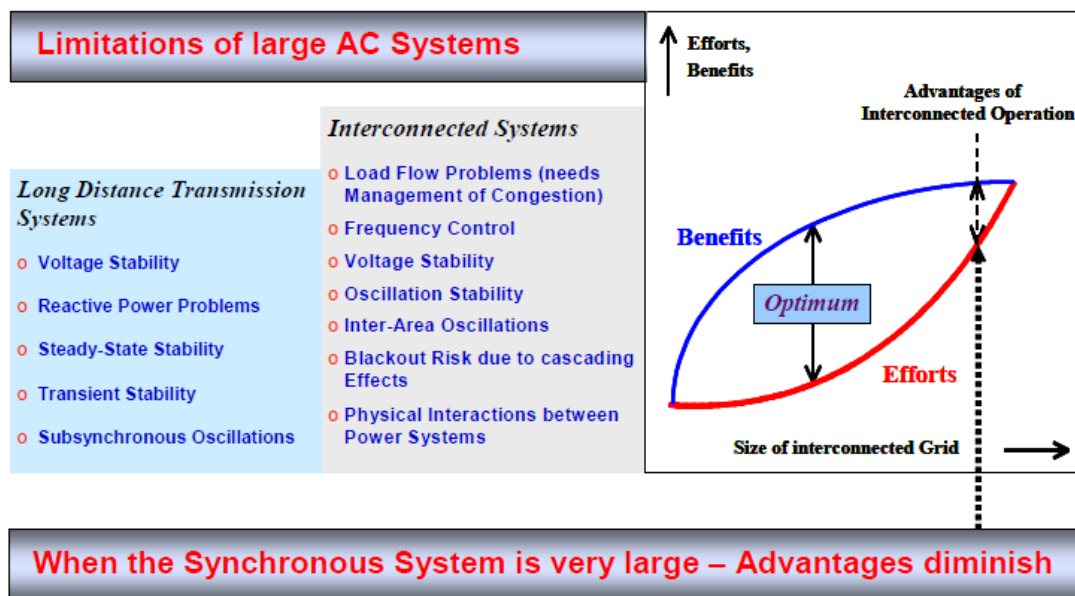 Limitations of large AC Systems
Long Distance Transmission
Systems
o Voltage Stability
o Reactive Power Problems
o Steady-State Stability
o Transient Stability
o Subsynchronous Oscillations
Interconnected Systems
o Load Flow Problems (needs
Management of Congestion)
o Frequency Control
o Voltage Stability
o Oscillation Stability
o Inter-Area Oscillations
o Blackout Risk due to cascading
Effects
o Physical Interactions between
Power Systems
Efforts,
Benefits
Advantages of
Interconnected Operation
Benefits
Optimum
Efforts
Size of interconnected Grid
When the Synchronous System is very large – Advantages diminish